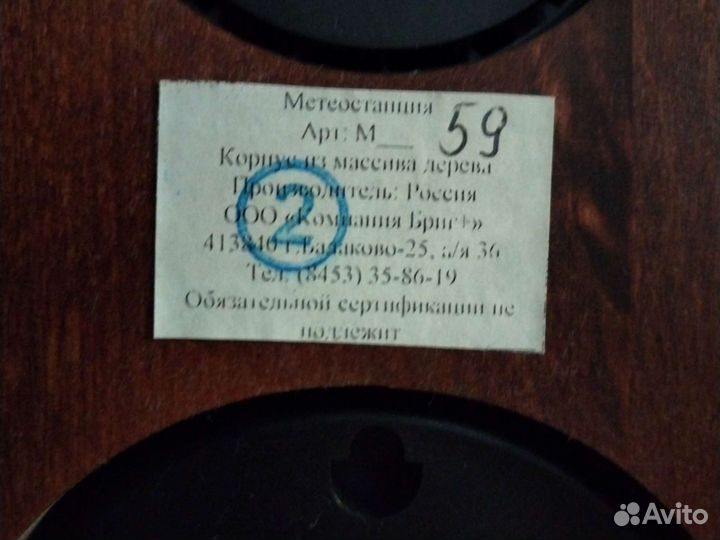 Метеостанция
Арт: М__ 59
Корпус из массива дерева
Производитель: Россия
ООО «Компания Бриг+»
413840 г.Балаково-25, а/я 36
Тел. (8453) 35-86-19
Обязательной сертификации не
подлежит
2
Avito